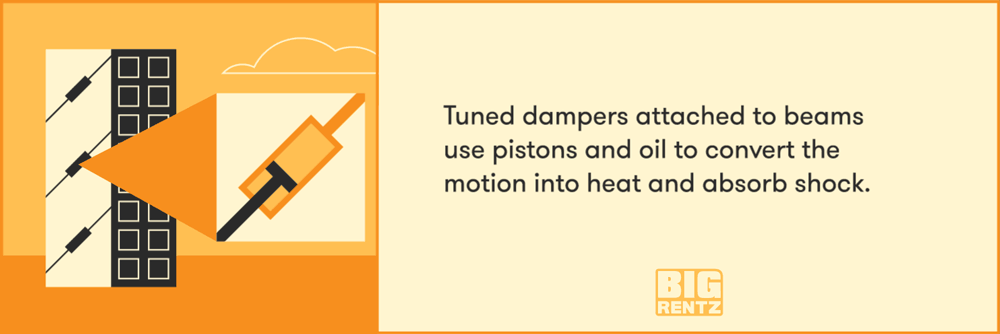 Tuned dampers attached to beams
use pistons and oil to convert the
motion into heat and absorb shock.
BIG
RENTZ